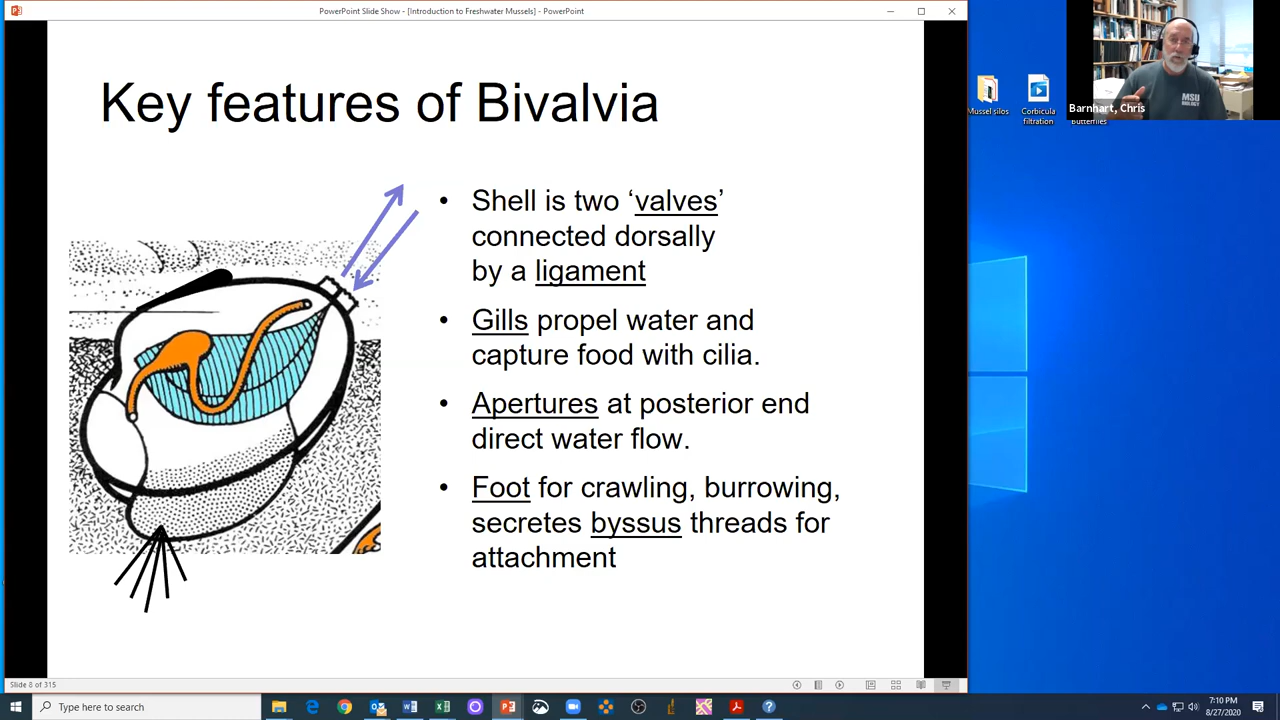 PowerPoint Slide Show - [Introduction to Freshwater Mussels] - PowerPoint
Key features of Bivalvia
• Shell is two ‘valves’
connected dorsally
by a ligament
• Gills propel water and
capture food with cilia.
• Apertures at posterior end
direct water flow.
• Foot for crawling, burrowing,
secretes byssus threads for
attachment
Slide 8 of 315
MSU
BIOLOGY
Barnhart, Chris
Mussel silos
Corbicula
filtration
Butterflies
Type here to search
7:10 PM
8/27/2020